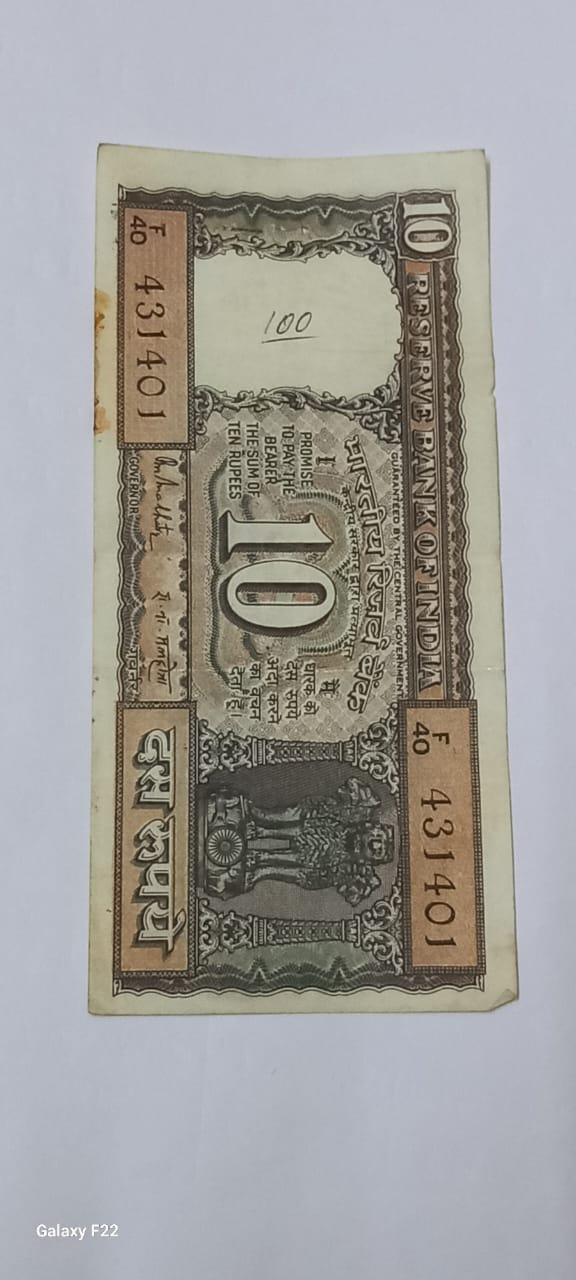 10 RESERVE BANK OF INDIA
GUARANTEED BY THE CENTRAL GOVERNMENT
भारतीय रिज़र्व बैंक
केन्द्रीय सरकार द्वारा प्रत्याभूत
F
40 431401
100
I
PROMISE
TO PAY THE
BEARER
THE SUM OF
TEN RUPEES
10
मैं
धारक को
दस रुपये
अदा करने
का वचन
देता हूँ।
F
40 431401
GOVERNOR
गवर्नर
दस रुपये
Galaxy F22